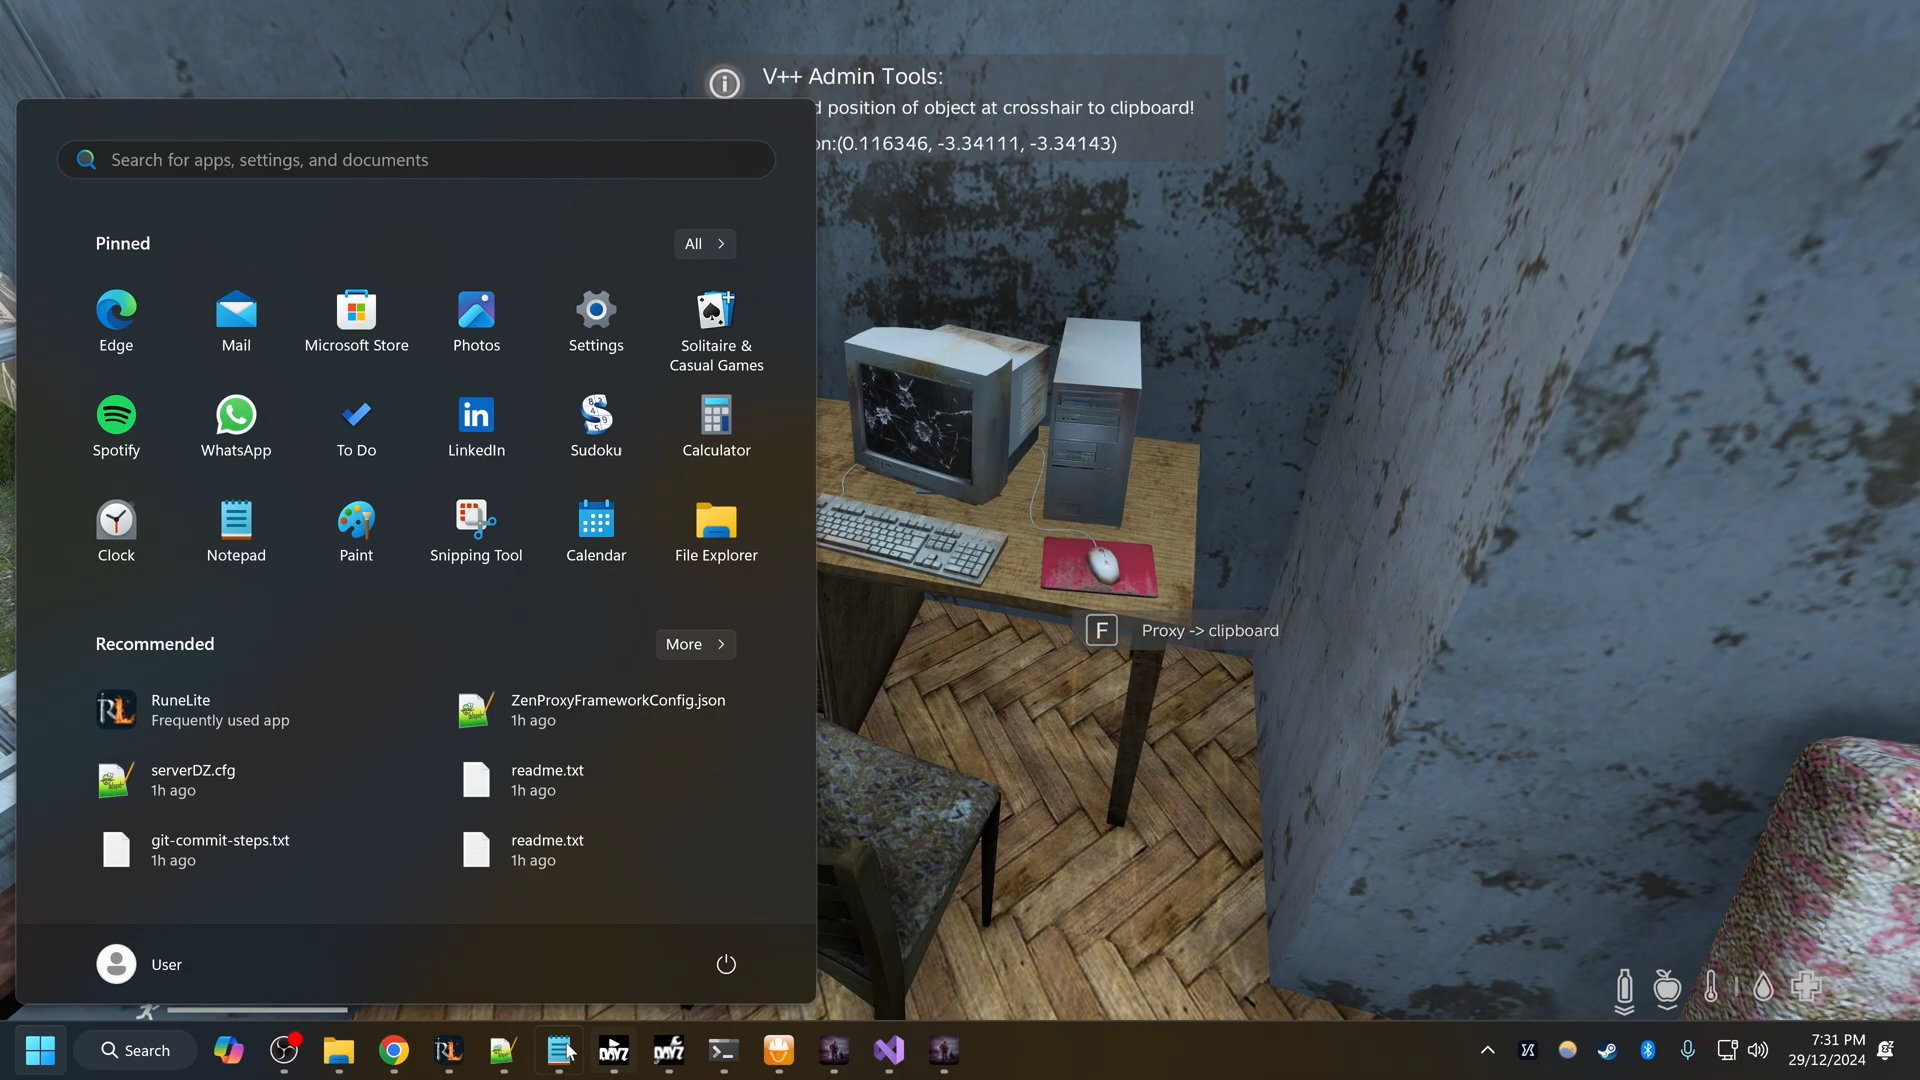 V++ Admin Tools:
d position of object at crosshair to clipboard!
on:(0.116346, -3.34111, -3.34143)
Search for apps, settings, and documents
Pinned
All
Edge
Mail
Microsoft Store
Photos
Settings
Solitaire &
Casual Games
Spotify
WhatsApp
To Do
LinkedIn
Sudoku
Calculator
Clock
Notepad
Paint
Snipping Tool
Calendar
File Explorer
F
Proxy -> clipboard
Recommended
More
RuneLite
Frequently used app
ZenProxyFrameworkConfig.json
1h ago
serverDZ.cfg
1h ago
readme.txt
1h ago
git-commit-steps.txt
1h ago
readme.txt
1h ago
User
Search
DAYZ
DAYZ
7:31 PM
29/12/2024